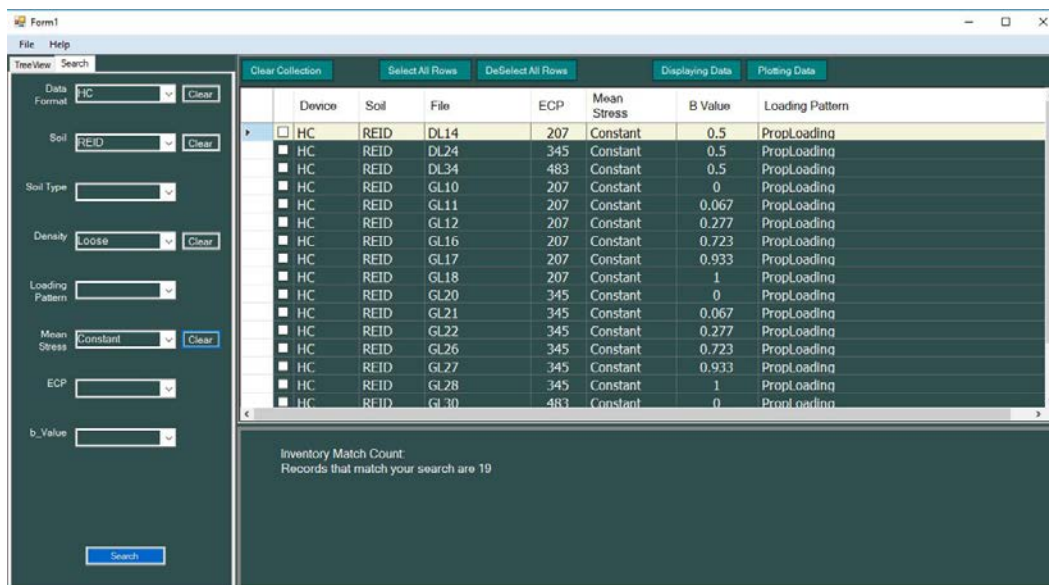 Form1
File Help
TreeView Search
Data Format HC Clear
Soil REID Clear
Soil Type
Density Loose Clear
Loading Pattern
Mean Stress Constant Clear
ECP
b_Value
Search
Clear Collection Select All Rows DeSelect All Rows Displaying Data Plotting Data
Device Soil File ECP Mean Stress B Value Loading Pattern
HC REID DL14 207 Constant 0.5 PropLoading
HC REID DL24 345 Constant 0.5 PropLoading
HC REID DL34 483 Constant 0.5 PropLoading
HC REID GL10 207 Constant 0 PropLoading
HC REID GL11 207 Constant 0.067 PropLoading
HC REID GL12 207 Constant 0.277 PropLoading
HC REID GL16 207 Constant 0.723 PropLoading
HC REID GL17 207 Constant 0.933 PropLoading
HC REID GL18 207 Constant 1 PropLoading
HC REID GL20 345 Constant 0 PropLoading
HC REID GL21 345 Constant 0.067 PropLoading
HC REID GL22 345 Constant 0.277 PropLoading
HC REID GL26 345 Constant 0.723 PropLoading
HC REID GL27 345 Constant 0.933 PropLoading
HC REID GL28 345 Constant 1 PropLoading
HC REID GL30 483 Constant 0 PropLoading
Inventory Match Count:
Records that match your search are 19